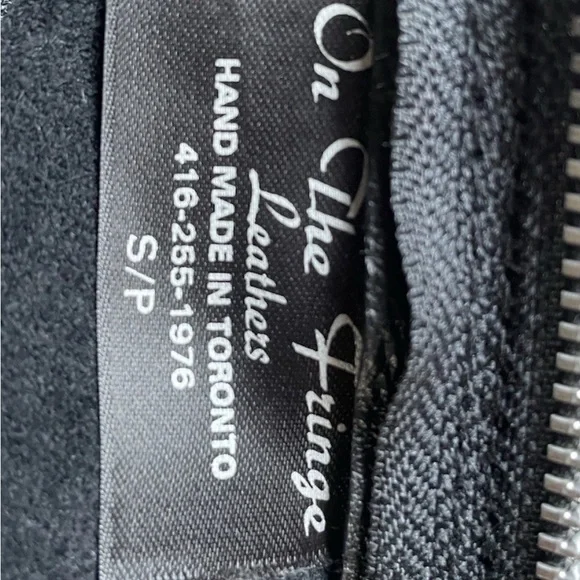 On The Fringe
Leathers
HAND MADE IN TORONTO
416-255-1976
S/P